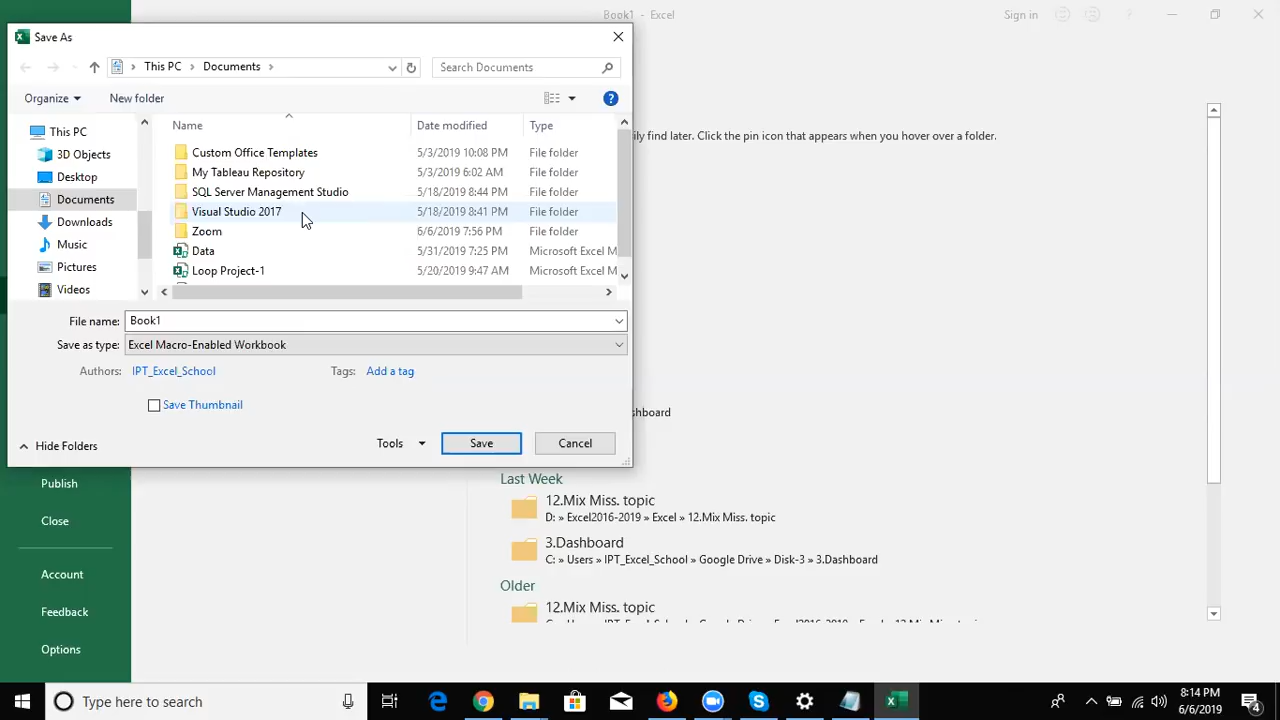 Book1 - Excel
Sign in
Save As
This PC
Documents
Search Documents
Organize
New folder
Name
Date modified
Type
This PC
3D Objects
Desktop
Documents
Downloads
Music
Pictures
Videos
Custom Office Templates 5/3/2019 10:08 PM File folder
My Tableau Repository 5/3/2019 6:02 AM File folder
SQL Server Management Studio 5/18/2019 8:44 PM File folder
Visual Studio 2017 5/18/2019 8:41 PM File folder
Zoom 6/6/2019 7:56 PM File folder
Data 5/31/2019 7:25 PM Microsoft Excel M
Loop Project-1 5/20/2019 9:47 AM Microsoft Excel M
File name: Book1
Save as type: Excel Macro-Enabled Workbook
Authors: IPT_Excel_School Tags: Add a tag
Save Thumbnail
Hide Folders
Tools
Save
Cancel
ly find later. Click the pin icon that appears when you hover over a folder.
hboard
Last Week
12.Mix Miss. topic
D: » Excel2016-2019 » Excel » 12.Mix Miss. topic
3.Dashboard
C: » Users » IPT_Excel_School » Google Drive » Disk-3 » 3.Dashboard
Older
12.Mix Miss. topic
Publish
Close
Account
Feedback
Options
Type here to search
8:14 PM
6/6/2019
4